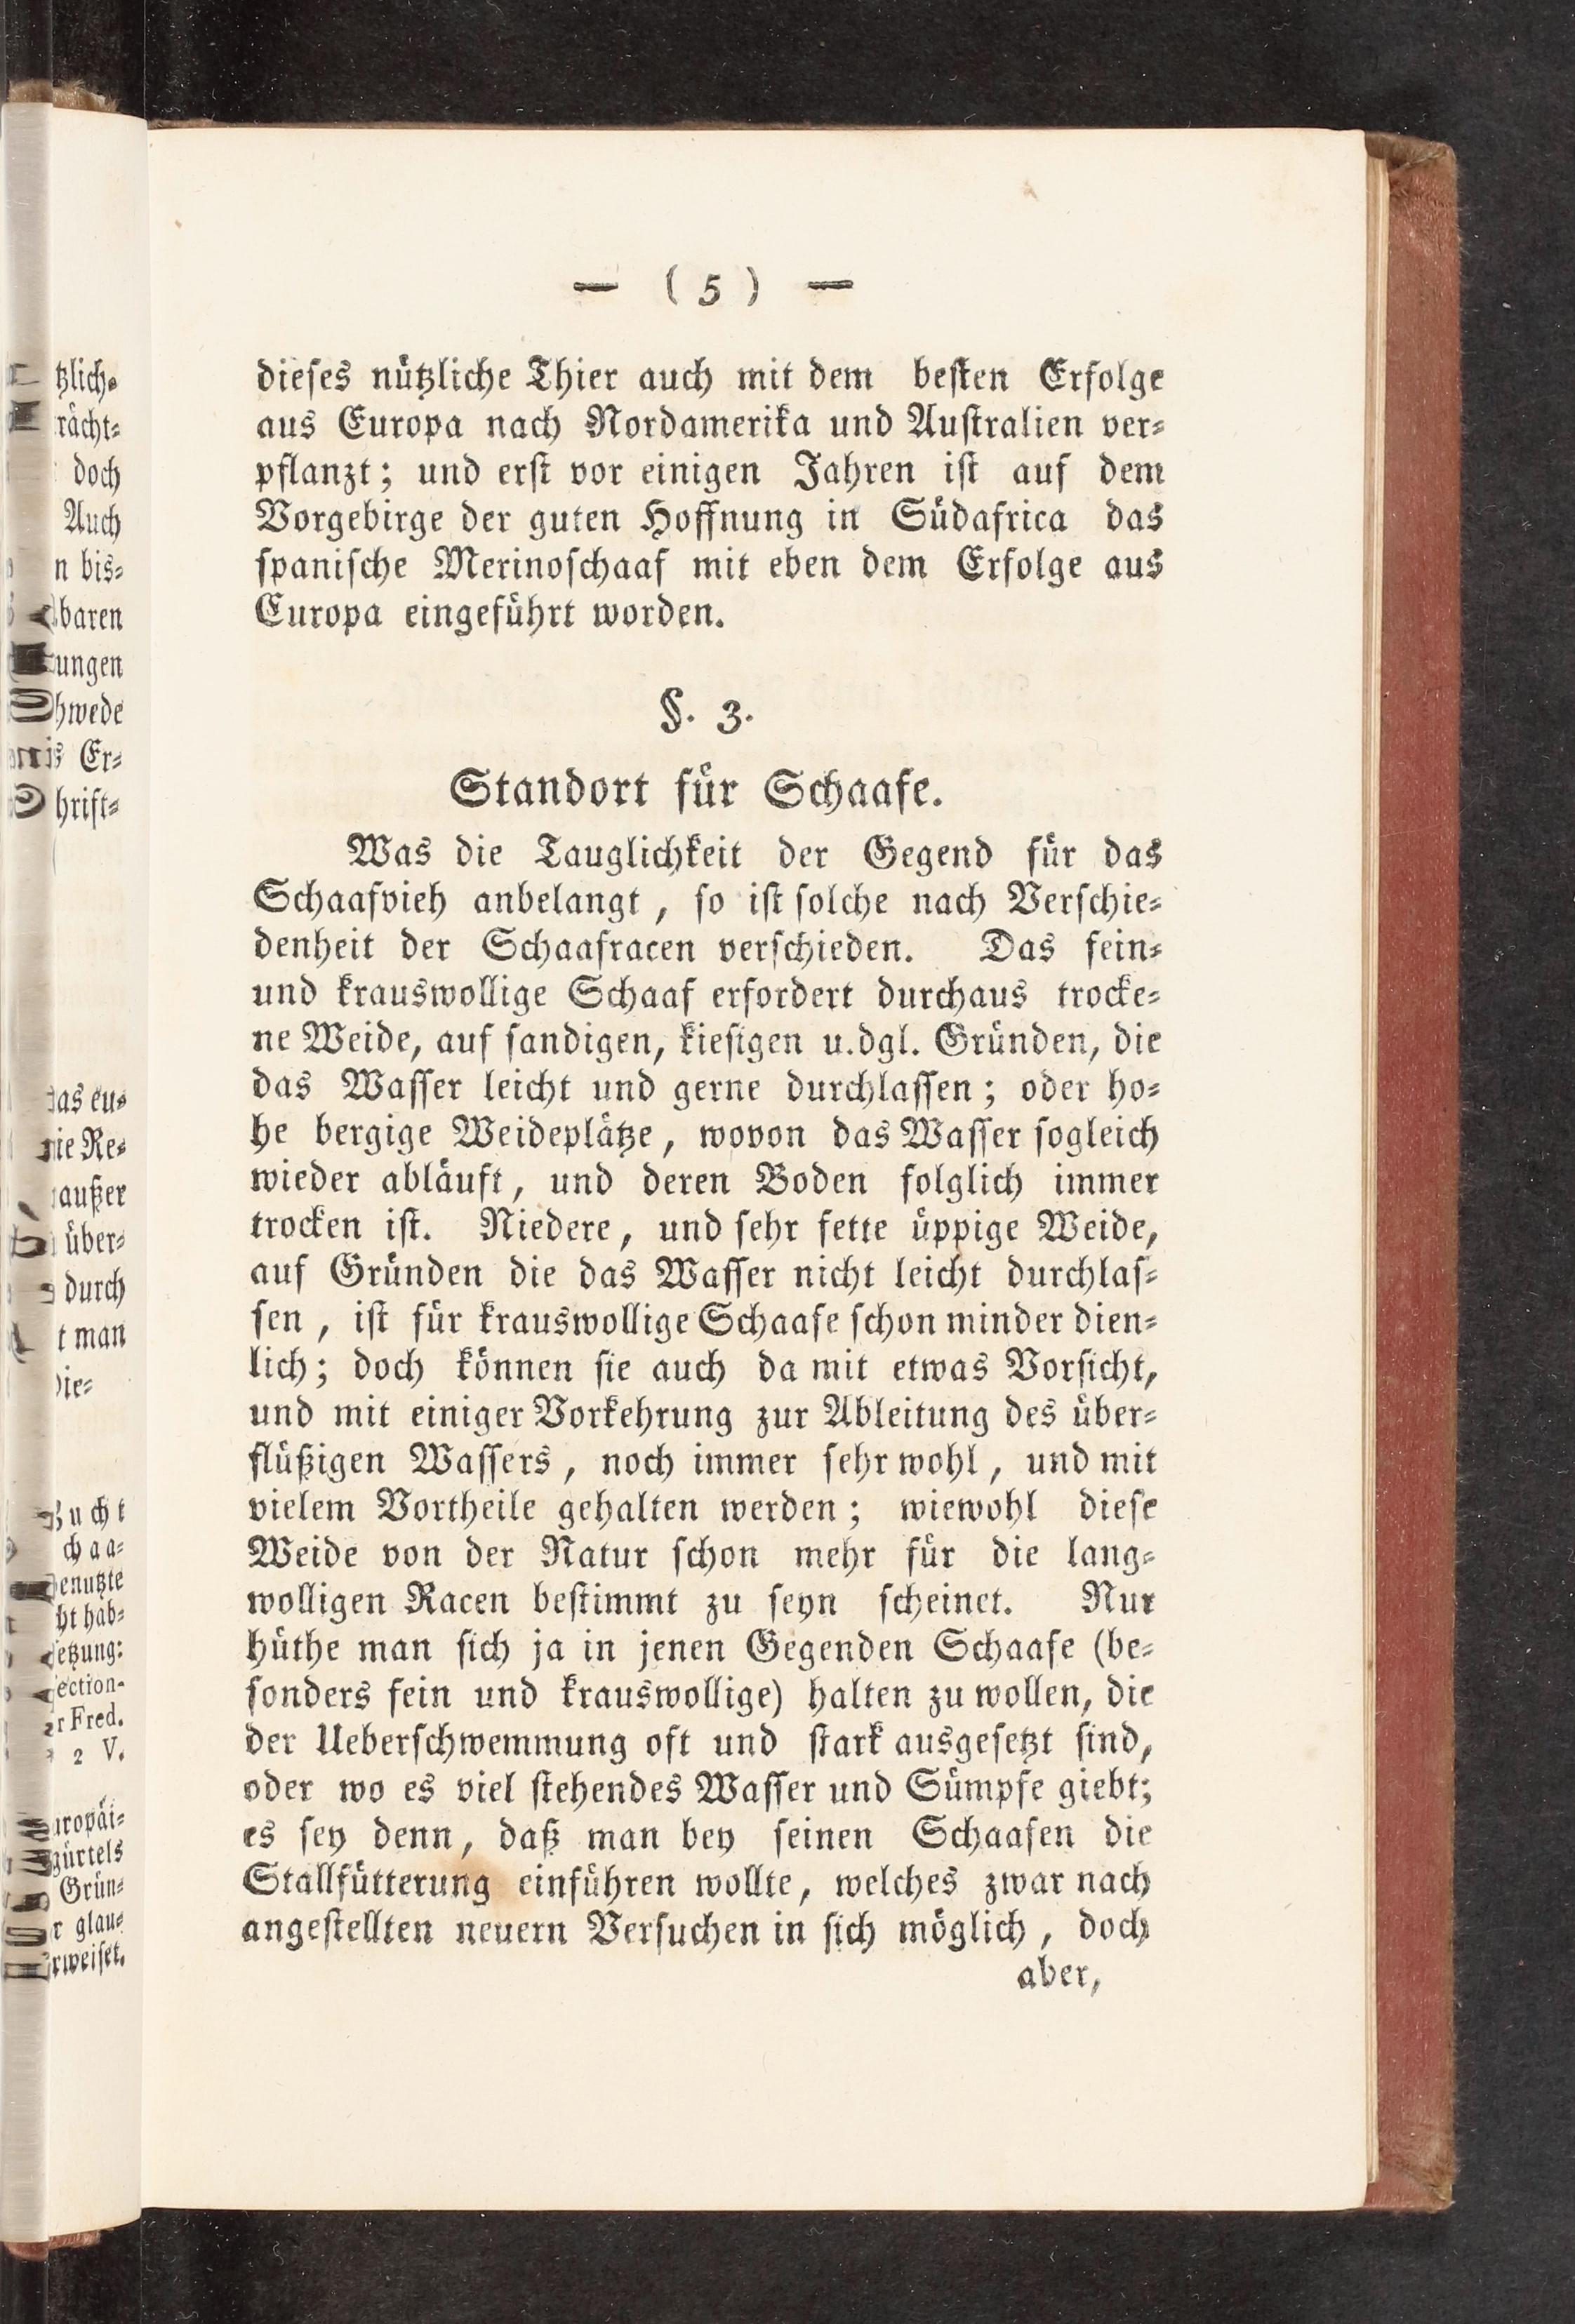 — ( 5 ) —
dieses nützliche Thier auch mit dem besten Erfolge
aus Europa nach Nordamerika und Australien ver-
pflanzt; und erst vor einigen Jahren ist auf dem
Vorgebirge der guten Hoffnung in Südafrica das
spanische Merinoschaaf mit eben dem Erfolge aus
Europa eingeführt worden.
§. 3.
Standort für Schaafe.
Was die Tauglichkeit der Gegend für das
Schaafvieh anbelangt, so ist solche nach Verschie-
denheit der Schaafracen verschieden. Das fein-
und krauswollige Schaaf erfordert durchaus trocke-
ne Weide, auf sandigen, kiesigen u.dgl. Gründen, die
das Wasser leicht und gerne durchlassen; oder ho-
he bergige Weideplätze, wovon das Wasser sogleich
wieder abläuft, und deren Boden folglich immer
trocken ist. Niedere, und sehr fette üppige Weide,
auf Gründen die das Wasser nicht leicht durchlas-
sen, ist für krauswollige Schaafe schon minder dien-
lich; doch können sie auch da mit etwas Vorsicht,
und mit einiger Vorkehrung zur Ableitung des über-
flüßigen Wassers, noch immer sehr wohl, und mit
vielem Vortheile gehalten werden; wiewohl diese
Weide von der Natur schon mehr für die lang-
wolligen Racen bestimmt zu seyn scheinet. Nur
hüthe man sich ja in jenen Gegenden Schaafe (be-
sonders fein und krauswollige) halten zu wollen, die
der Ueberschwemmung oft und stark ausgesetzt sind,
oder wo es viel stehendes Wasser und Sümpfe giebt;
es sey denn, daß man bey seinen Schaafen die
Stallfütterung einführen wollte, welches zwar nach
angestellten neuern Versuchen in sich möglich, doch
aber,